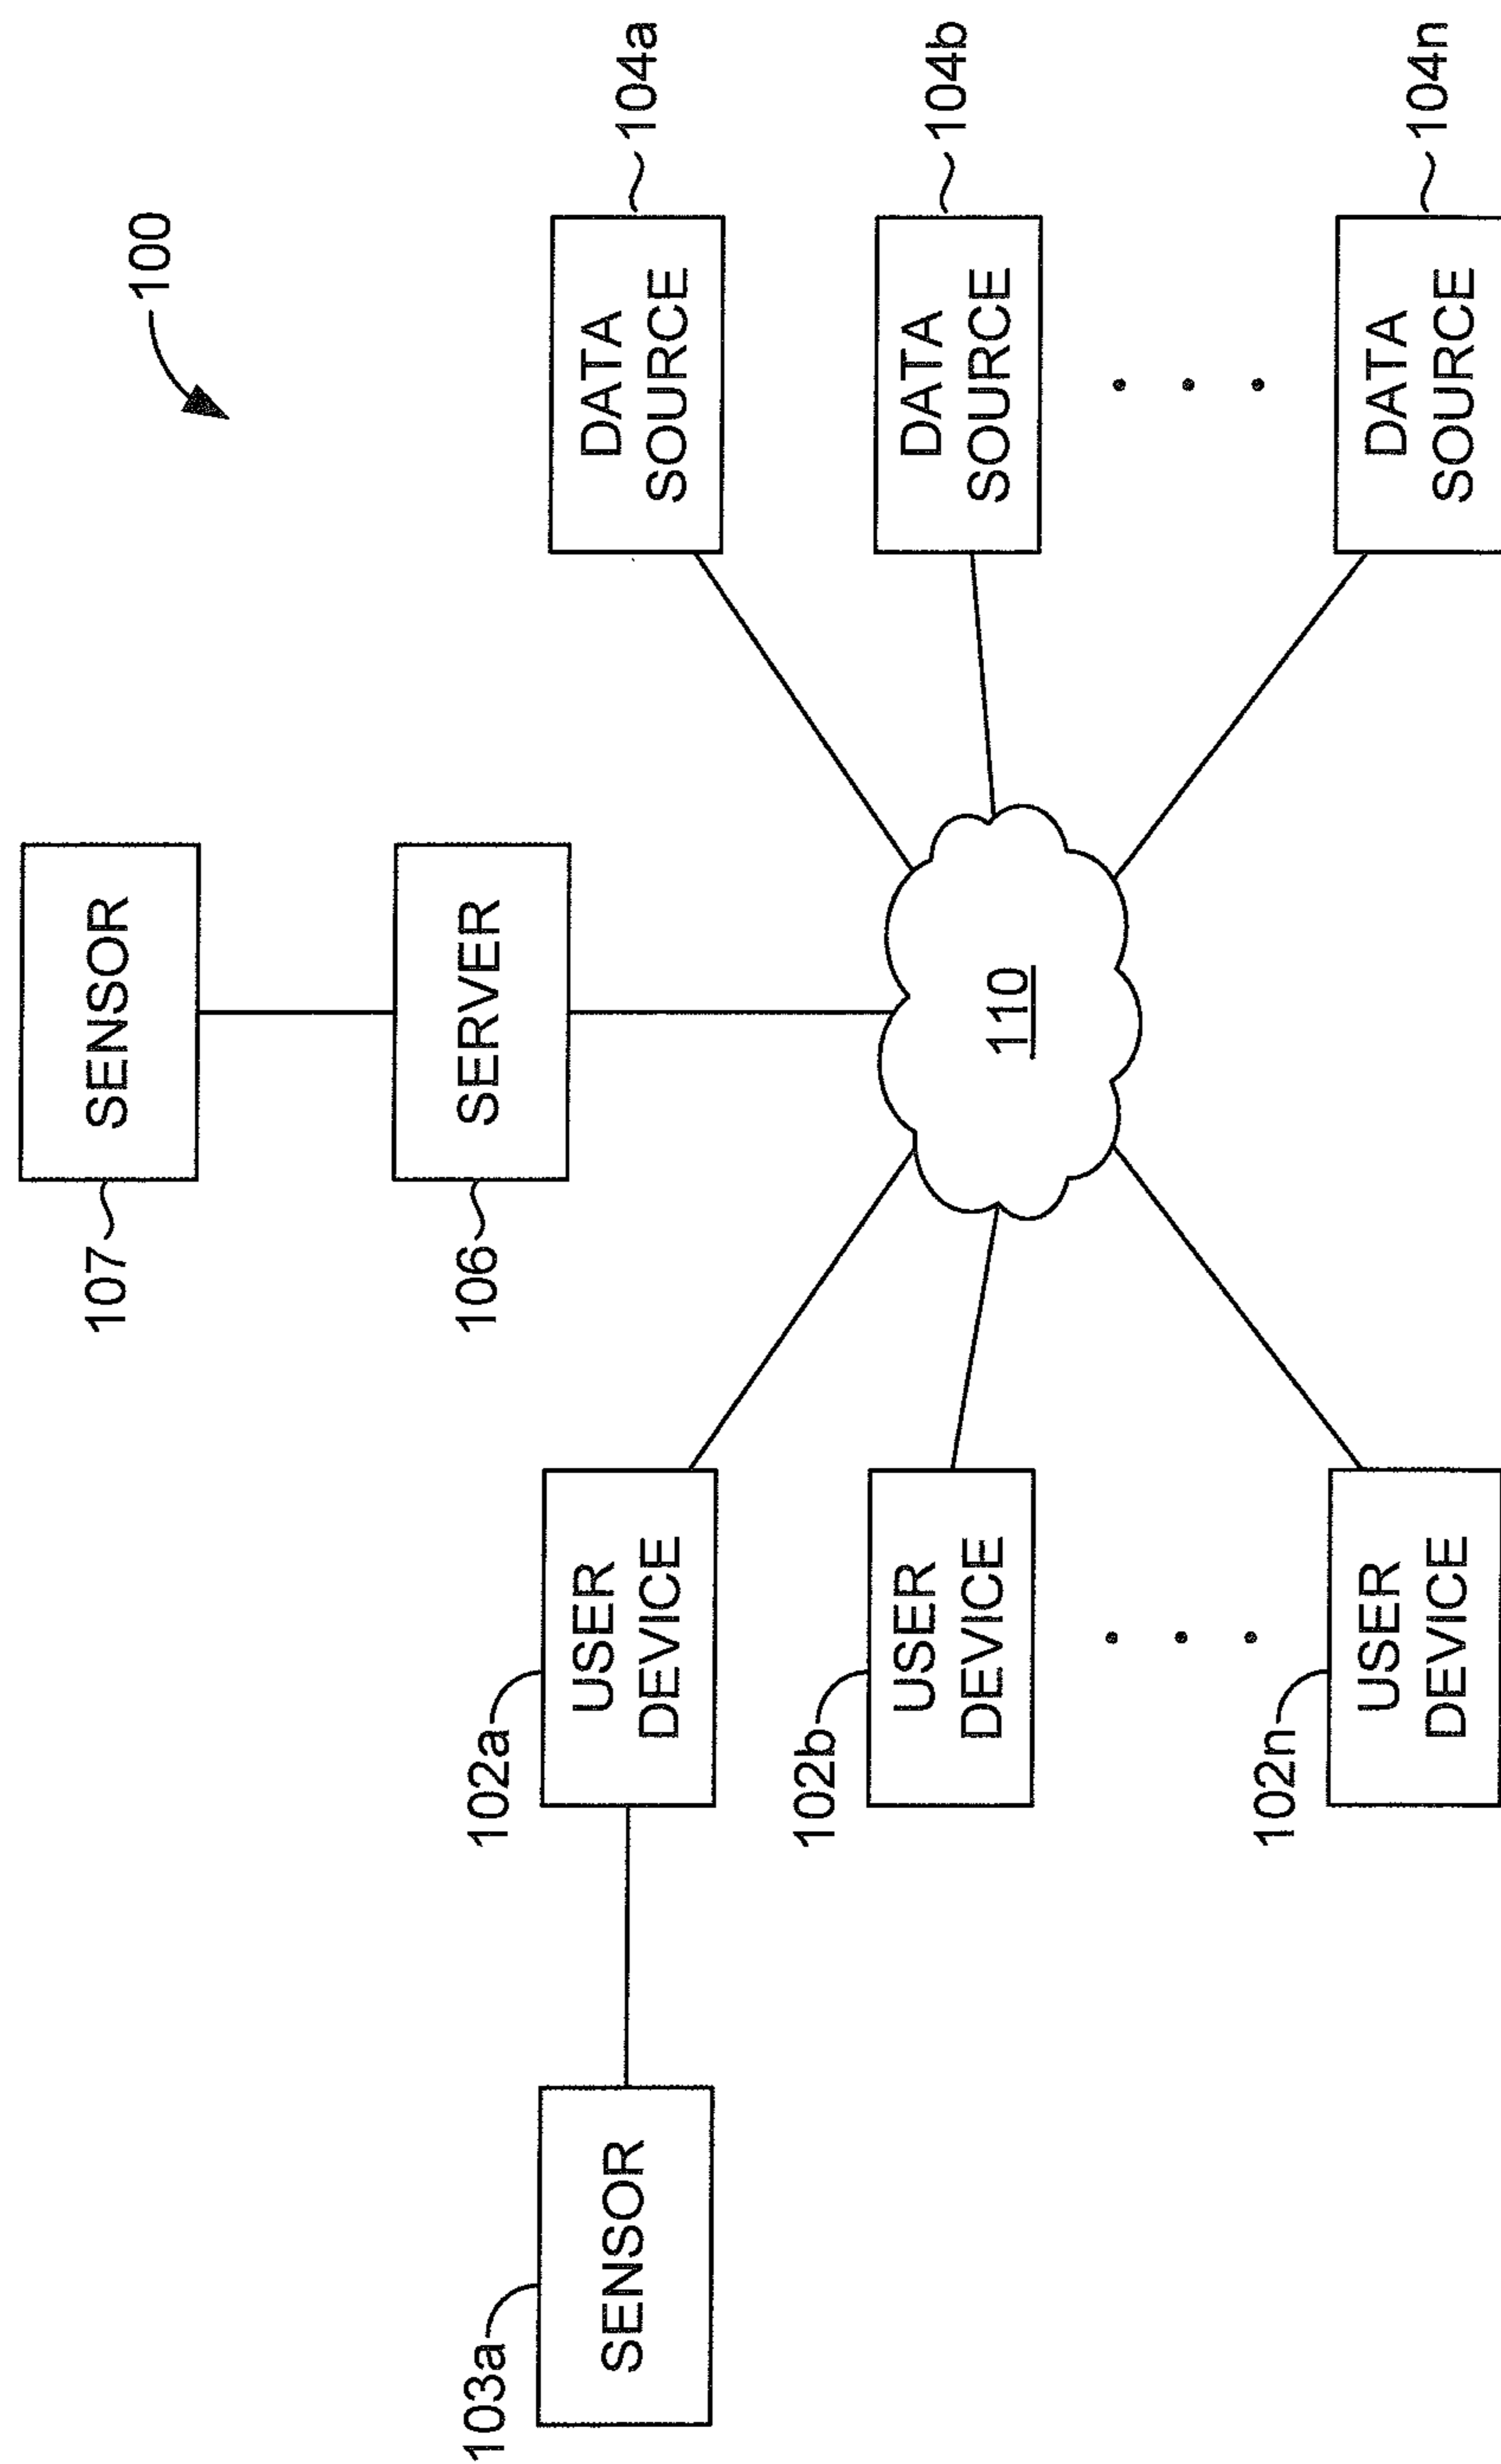 100
SENSOR
107
SERVER
106
103a
SENSOR
102a
USER
DEVICE
110
DATA
SOURCE
104a
102b
USER
DEVICE
DATA
SOURCE
104b
102n
USER
DEVICE
DATA
SOURCE
104n